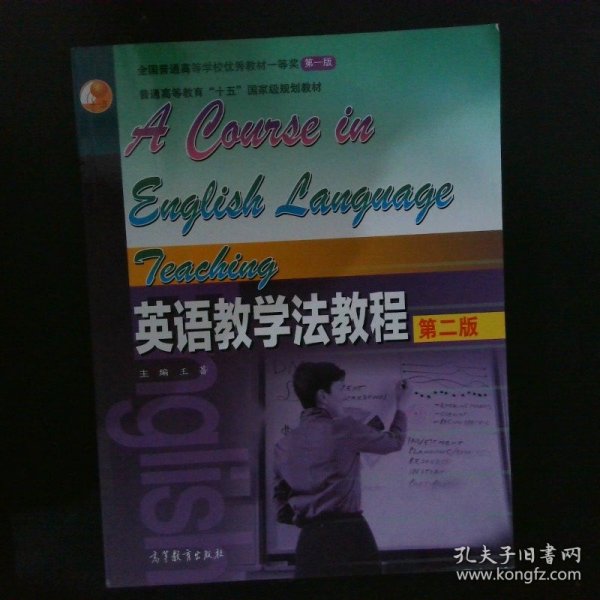 全国普通高等学校优秀教材一等奖 第一版
普通高等教育“十五”国家级规划教材
A Course in
English Language
Teaching
英语教学法教程 第二版
主编 王蔷
nglish
INVESTMENT
高等教育出版社
孔夫子旧书网
www.kongfz.com